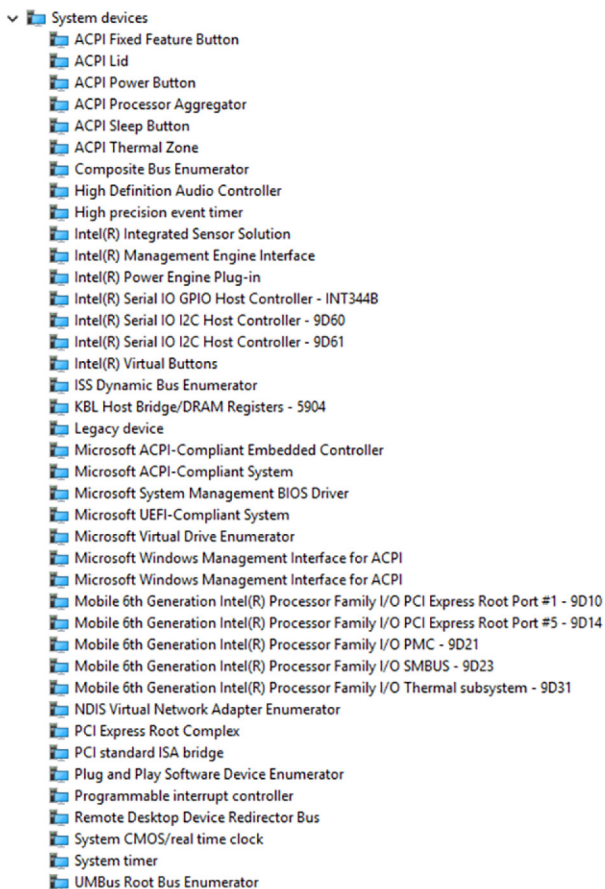 System devices
ACPI Fixed Feature Button
ACPI Lid
ACPI Power Button
ACPI Processor Aggregator
ACPI Sleep Button
ACPI Thermal Zone
Composite Bus Enumerator
High Definition Audio Controller
High precision event timer
Intel(R) Integrated Sensor Solution
Intel(R) Management Engine Interface
Intel(R) Power Engine Plug-in
Intel(R) Serial IO GPIO Host Controller - INT344B
Intel(R) Serial IO I2C Host Controller - 9D60
Intel(R) Serial IO I2C Host Controller - 9D61
Intel(R) Virtual Buttons
ISS Dynamic Bus Enumerator
KBL Host Bridge/DRAM Registers - 5904
Legacy device
Microsoft ACPI-Compliant Embedded Controller
Microsoft ACPI-Compliant System
Microsoft System Management BIOS Driver
Microsoft UEFI-Compliant System
Microsoft Virtual Drive Enumerator
Microsoft Windows Management Interface for ACPI
Microsoft Windows Management Interface for ACPI
Mobile 6th Generation Intel(R) Processor Family I/O PCI Express Root Port #1 - 9D10
Mobile 6th Generation Intel(R) Processor Family I/O PCI Express Root Port #5 - 9D14
Mobile 6th Generation Intel(R) Processor Family I/O PMC - 9D21
Mobile 6th Generation Intel(R) Processor Family I/O SMBUS - 9D23
Mobile 6th Generation Intel(R) Processor Family I/O Thermal subsystem - 9D31
NDIS Virtual Network Adapter Enumerator
PCI Express Root Complex
PCI standard ISA bridge
Plug and Play Software Device Enumerator
Programmable interrupt controller
Remote Desktop Device Redirector Bus
System CMOS/real time clock
System timer
UMBus Root Bus Enumerator